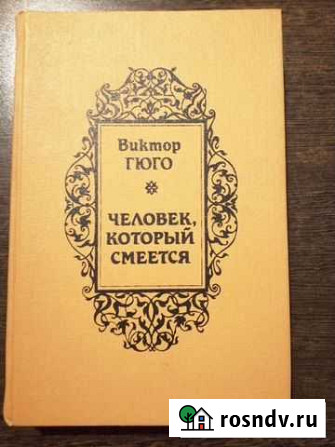 Виктор
ГЮГО
ЧЕЛОВЕК,
КОТОРЫЙ
СМЕЕТСЯ
rosndv.ru